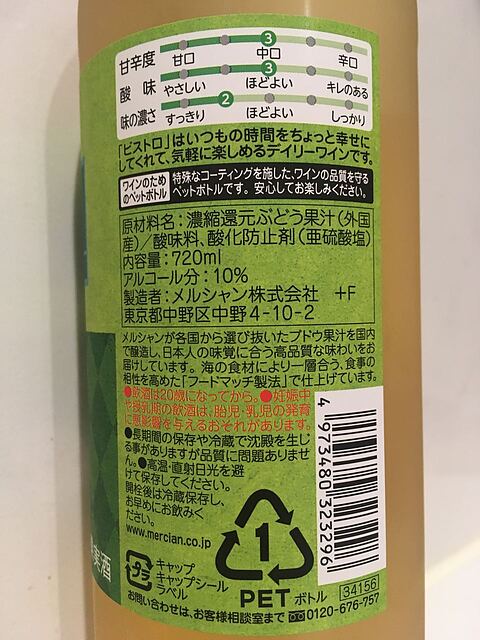 甘辛度 3
甘口 中口 辛口
酸味 3
やさしい ほどよい キレのある
味の濃さ 2
すっきり ほどよい しっかり
「ビストロ」はいつもの時間をちょっと幸せに
してくれて、気軽に楽しめるデイリーワインです。
ワインのため
のペットボトル
特殊なコーティングを施した、ワインの品質を守る
ペットボトルです。安心してお楽しみください。
原材料名：濃縮還元ぶどう果汁（外国
産）／酸味料、酸化防止剤（亜硫酸塩）
内容量：720ml
アルコール分：10%
製造者：メルシャン株式会社 +F
東京都中野区中野4-10-2
メルシャンが各国から選び抜いたブドウ果汁を国内
で醸造し、日本人の味覚に合う高品質な味わいをお
届けしています。海の食材により一層合う、食事の
相性を高めた「フードマッチ製法」で仕上げています。
●飲酒は20歳になってから。●妊娠中
や授乳期の飲酒は、胎児・乳児の発育
に悪影響を与えるおそれがあります。
●長期間の保存や冷蔵で沈殿を生じ
る事がありますが品質に問題ありませ
ん。●高温・直射日光を避
けて保存してください。
開栓後は冷蔵保存し、
お早めにお飲みく
ださい。
www.mercian.co.jp
4 973480 323296
プラ
キャップ
キャップシール
ラベル
1
PET ボトル
34156
お問い合わせは、お客様相談室まで 0120-676-757
果実酒